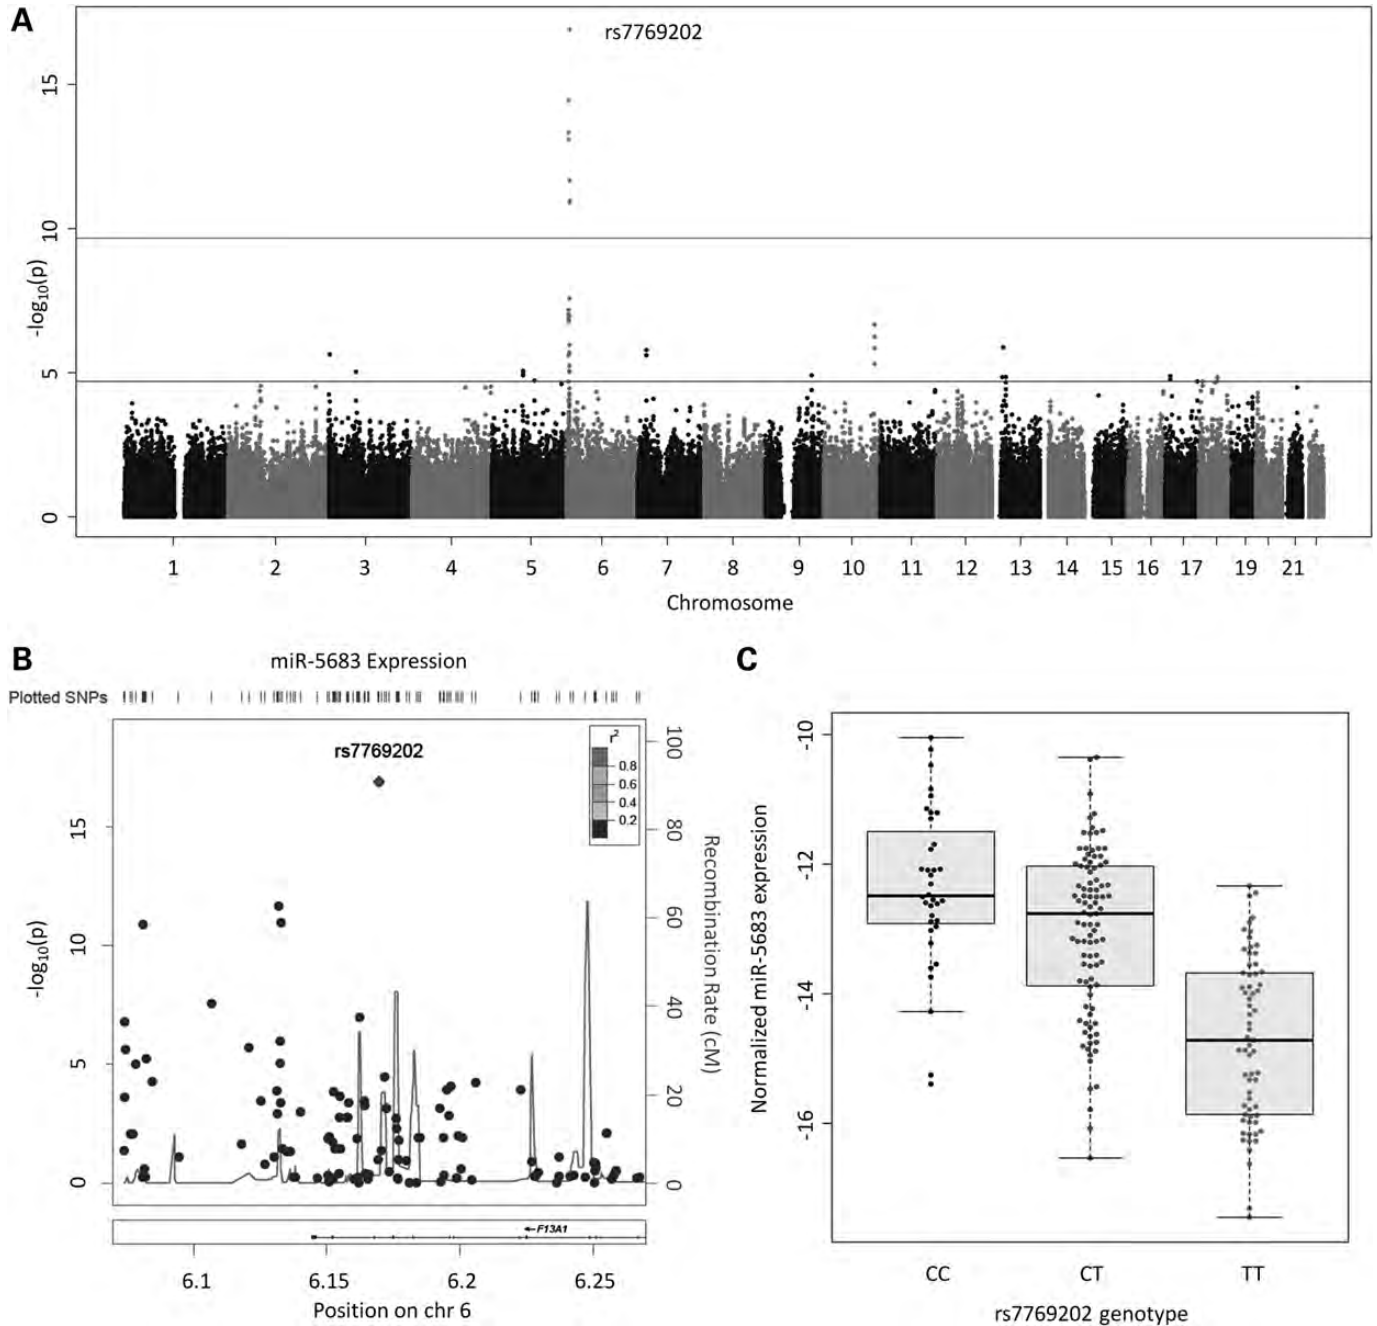 A
rs7769202
15
10
5
0
-log10(p)
1 2 3 4 5 6 7 8 9 10 11 12 13 14 15 16 17 19 21
Chromosome
B
miR-5683 Expression
Plotted SNPs
rs7769202
r2
0.8
0.6
0.4
0.2
15
10
5
0
-log10(p)
100
80
60
40
20
0
Recombination Rate (cM)
←F13A1
6.1 6.15 6.2 6.25
Position on chr 6
C
-10
-12
-14
-16
Normalized miR-5683 expression
CC CT TT
rs7769202 genotype